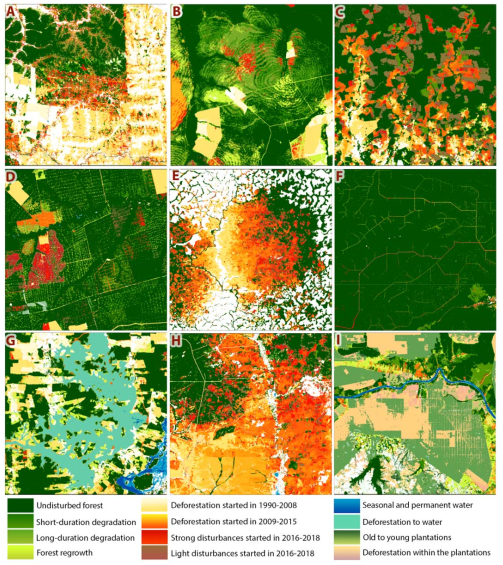 A
B
C
D
E
F
G
H
I
Undisturbed forest
Short-duration degradation
Long-duration degradation
Forest regrowth
Deforestation started in 1990-2008
Deforestation started in 2009-2015
Strong disturbances started in 2016-2018
Light disturbances started in 2016-2018
Seasonal and permanent water
Deforestation to water
Old to young plantations
Deforestation within the plantations